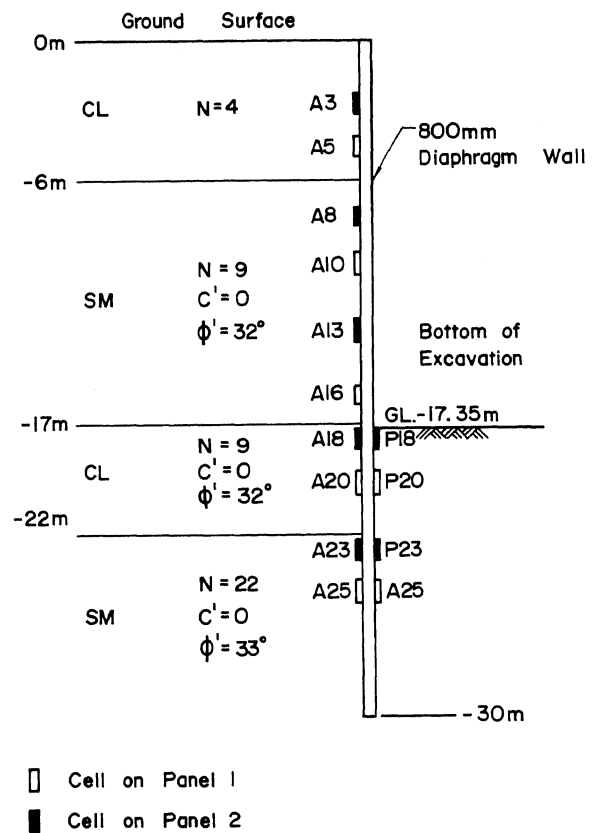 Ground Surface
0m
CL N=4 A3
A5
800mm
Diaphragm Wall
-6m
A8
A10
SM
N = 9
C' = 0
ϕ' = 32°
A13
Bottom of
Excavation
A16
GL.-17.35m
-17m
A18 P18
CL
N = 9
C' = 0
ϕ' = 32°
A20 P20
-22m
A23 P23
A25 A25
SM
N = 22
C' = 0
ϕ' = 33°
-30m
Cell on Panel 1
Cell on Panel 2